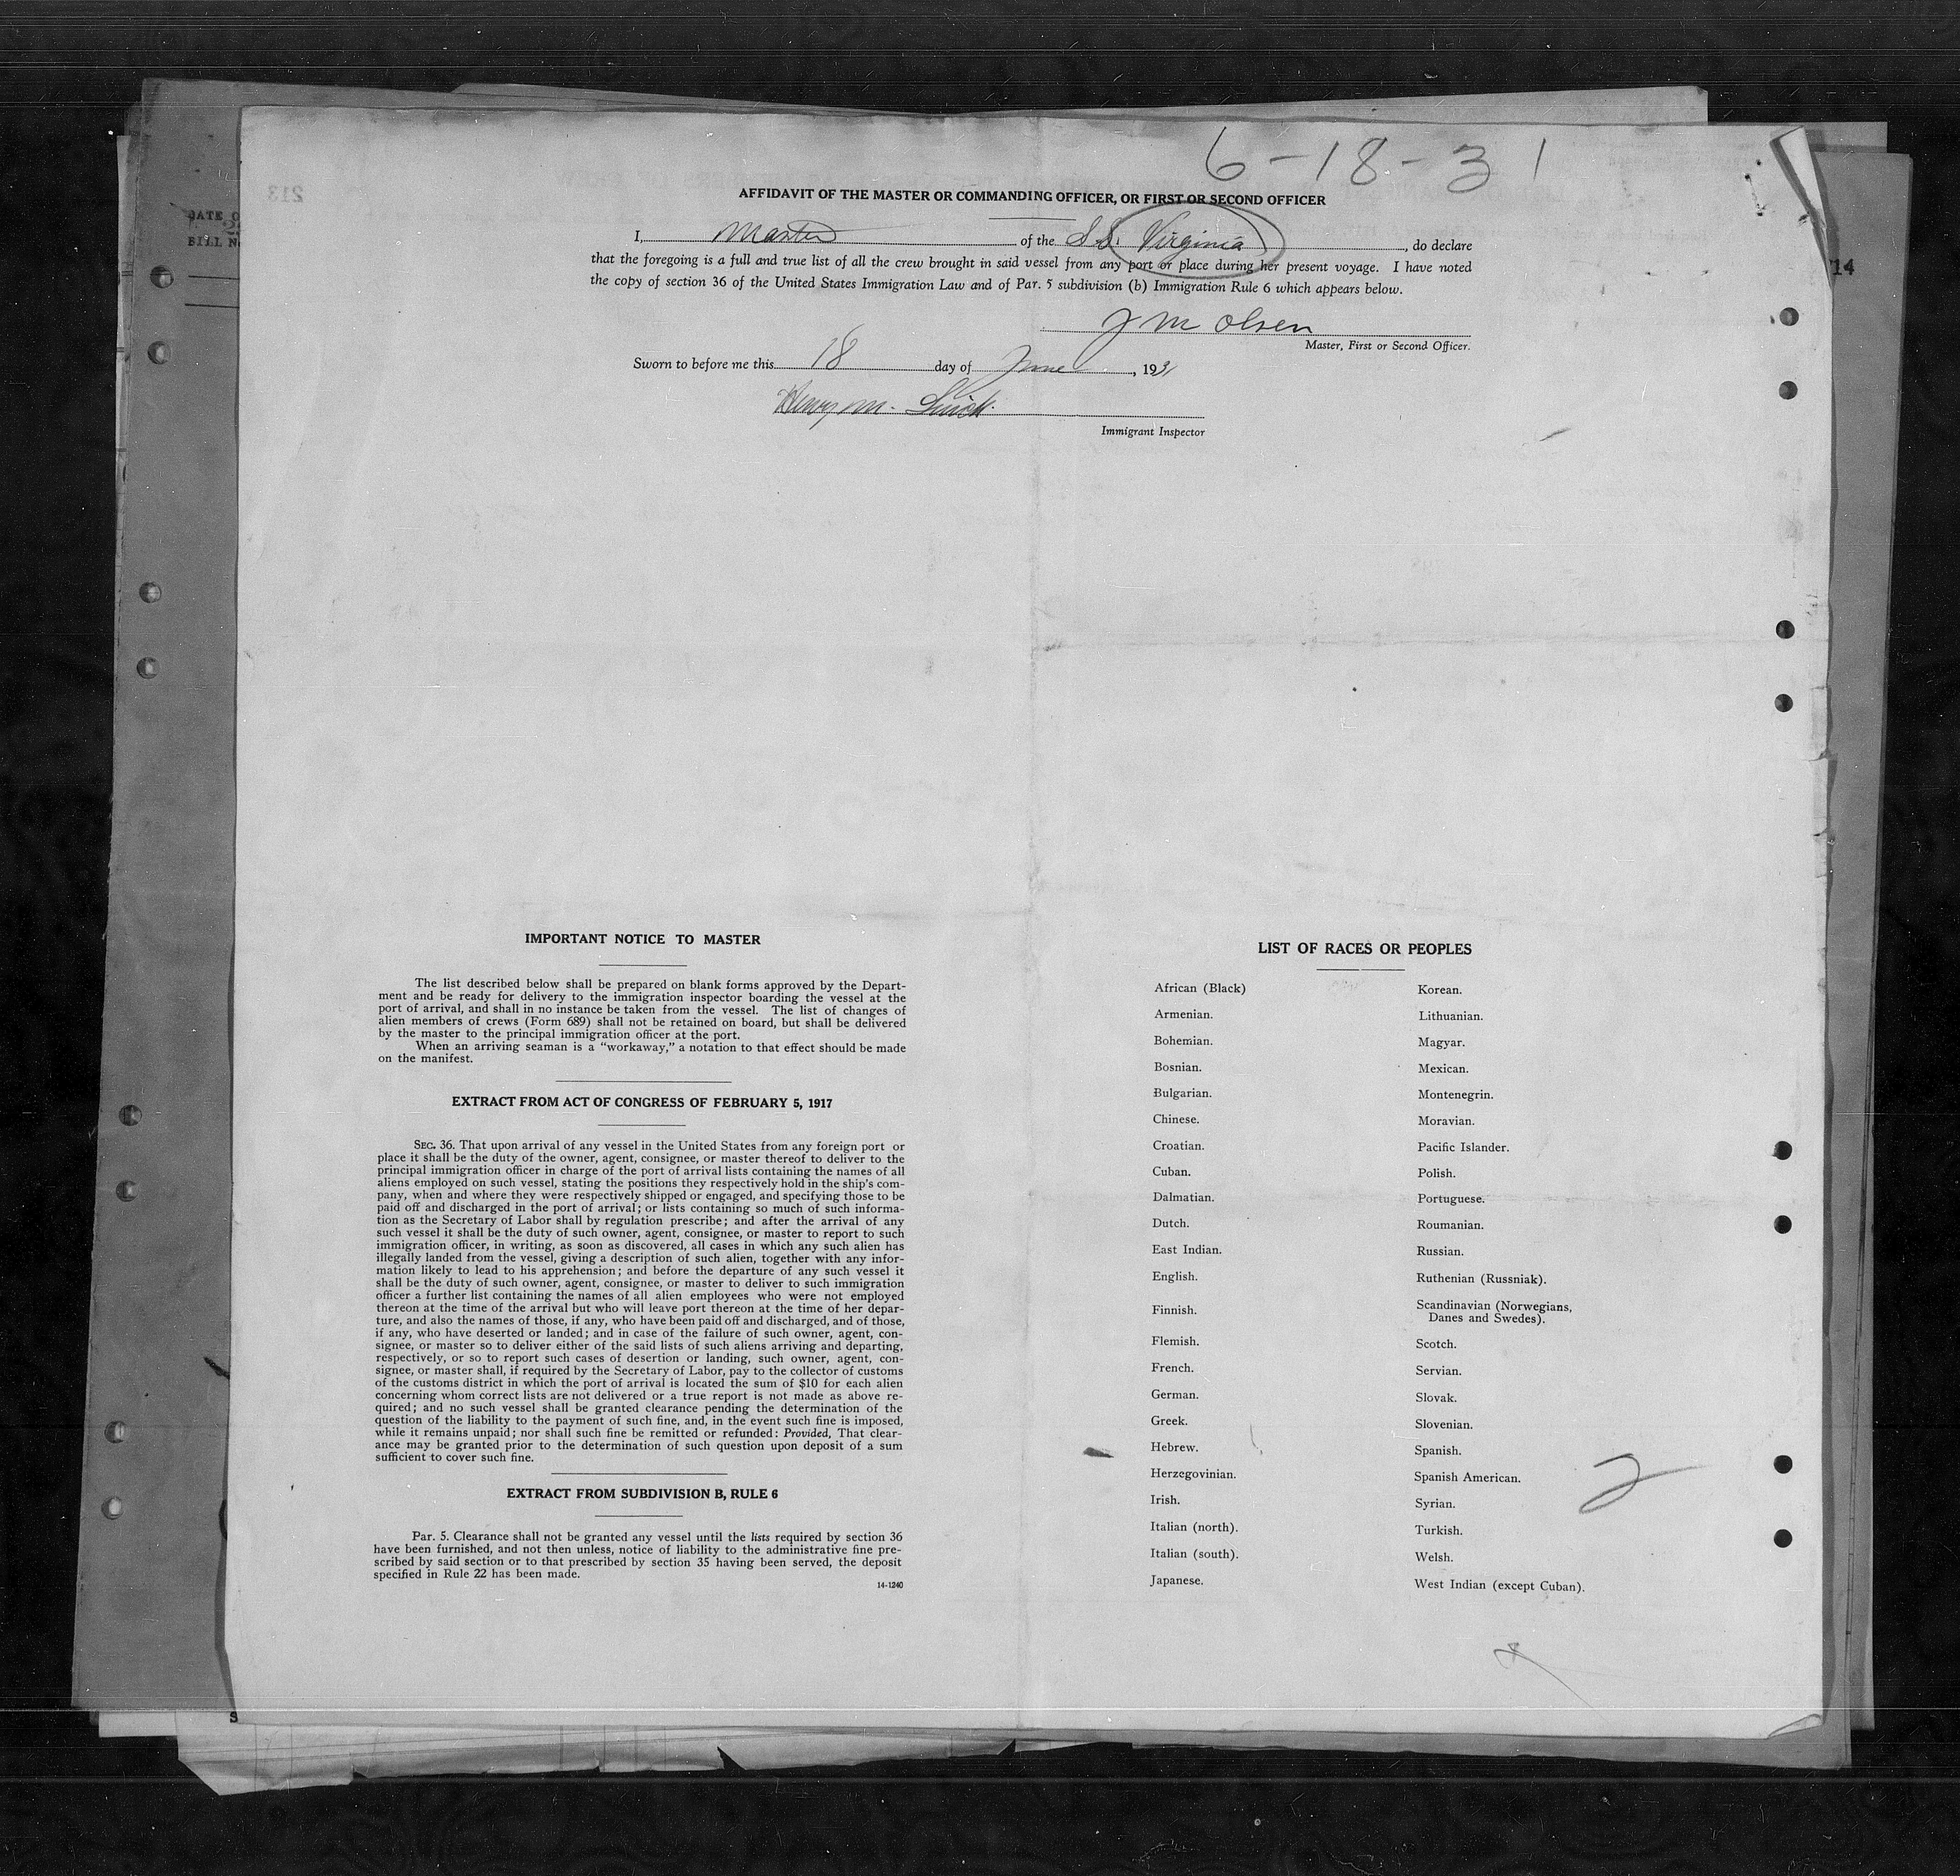 6-18-31
AFFIDAVIT OF THE MASTER OR COMMANDING OFFICER, OR FIRST OR SECOND OFFICER
I, Master of the S.S. Virginia, do declare
that the foregoing is a full and true list of all the crew brought in said vessel from any port or place during her present voyage. I have noted
the copy of section 36 of the United States Immigration Law and of Par. 5 subdivision (b) Immigration Rule 6 which appears below.
J M Olsen
Master, First or Second Officer.
Sworn to before me this 18 day of June, 1931
Henry M.
Immigrant Inspector
213
DATE O
BILL N
14
IMPORTANT NOTICE TO MASTER
The list described below shall be prepared on blank forms approved by the Depart-
ment and be ready for delivery to the immigration inspector boarding the vessel at the
port of arrival, and shall in no instance be taken from the vessel. The list of changes of
alien members of crews (Form 689) shall not be retained on board, but shall be delivered
by the master to the principal immigration officer at the port.
When an arriving seaman is a "workaway," a notation to that effect should be made
on the manifest.
EXTRACT FROM ACT OF CONGRESS OF FEBRUARY 5, 1917
SEC. 36. That upon arrival of any vessel in the United States from any foreign port or
place it shall be the duty of the owner, agent, consignee, or master thereof to deliver to the
principal immigration officer in charge of the port of arrival lists containing the names of all
aliens employed on such vessel, stating the positions they respectively hold in the ship's com-
pany, when and where they were respectively shipped or engaged, and specifying those to be
paid off and discharged in the port of arrival; or lists containing so much of such informa-
tion as the Secretary of Labor shall by regulation prescribe; and after the arrival of any
such vessel it shall be the duty of such owner, agent, consignee, or master to report to such
immigration officer, in writing, as soon as discovered, all cases in which any such alien has
illegally landed from the vessel, giving a description of such alien, together with any infor-
mation likely to lead to his apprehension; and before the departure of any such vessel it
shall be the duty of such owner, agent, consignee, or master to deliver to such immigration
officer a further list containing the names of all alien employees who were not employed
thereon at the time of the arrival but who will leave port thereon at the time of her depar-
ture, and also the names of those, if any, who have been paid off and discharged, and of those,
if any, who have deserted or landed; and in case of the failure of such owner, agent, con-
signee, or master so to deliver either of the said lists of such aliens arriving and departing,
respectively, or so to report such cases of desertion or landing, such owner, agent, con-
signee, or master shall, if required by the Secretary of Labor, pay to the collector of customs
of the customs district in which the port of arrival is located the sum of $10 for each alien
concerning whom correct lists are not delivered or a true report is not made as above re-
quired; and no such vessel shall be granted clearance pending the determination of the
question of the liability to the payment of such fine, and, in the event such fine is imposed,
while it remains unpaid; nor shall such fine be remitted or refunded: Provided, That clear-
ance may be granted prior to the determination of such question upon deposit of a sum
sufficient to cover such fine.
EXTRACT FROM SUBDIVISION B, RULE 6
Par. 5. Clearance shall not be granted any vessel until the lists required by section 36
have been furnished, and not then unless, notice of liability to the administrative fine pre-
scribed by said section or to that prescribed by section 35 having been served, the deposit
specified in Rule 22 has been made.
14-1240
LIST OF RACES OR PEOPLES
African (Black)
Armenian.
Bohemian.
Bosnian.
Bulgarian.
Chinese.
Croatian.
Cuban.
Dalmatian.
Dutch.
East Indian.
English.
Finnish.
Flemish.
French.
German.
Greek.
Hebrew.
Herzegovinian.
Irish.
Italian (north).
Italian (south).
Japanese.
Korean.
Lithuanian.
Magyar.
Mexican.
Montenegrin.
Moravian.
Pacific Islander.
Polish.
Portuguese.
Roumanian.
Russian.
Ruthenian (Russniak).
Scandinavian (Norwegians,
Danes and Swedes).
Scotch.
Servian.
Slovak.
Slovenian.
Spanish.
Spanish American.
Syrian.
Turkish.
Welsh.
West Indian (except Cuban).
2